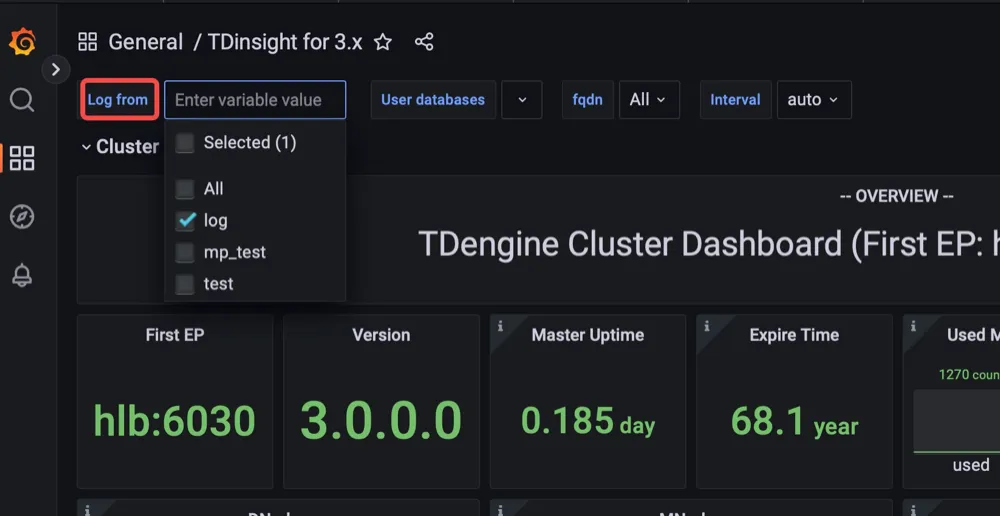 General / TDinsight for 3.x
Log from
Enter variable value
User databases
fqdn
All
Interval
auto
Cluster
Selected (1)
All
log
mp_test
test
-- OVERVIEW --
TDengine Cluster Dashboard (First EP: h
First EP
Version
Master Uptime
Expire Time
Used M
hlb:6030
3.0.0.0
0.185 day
68.1 year
1270 coun
used